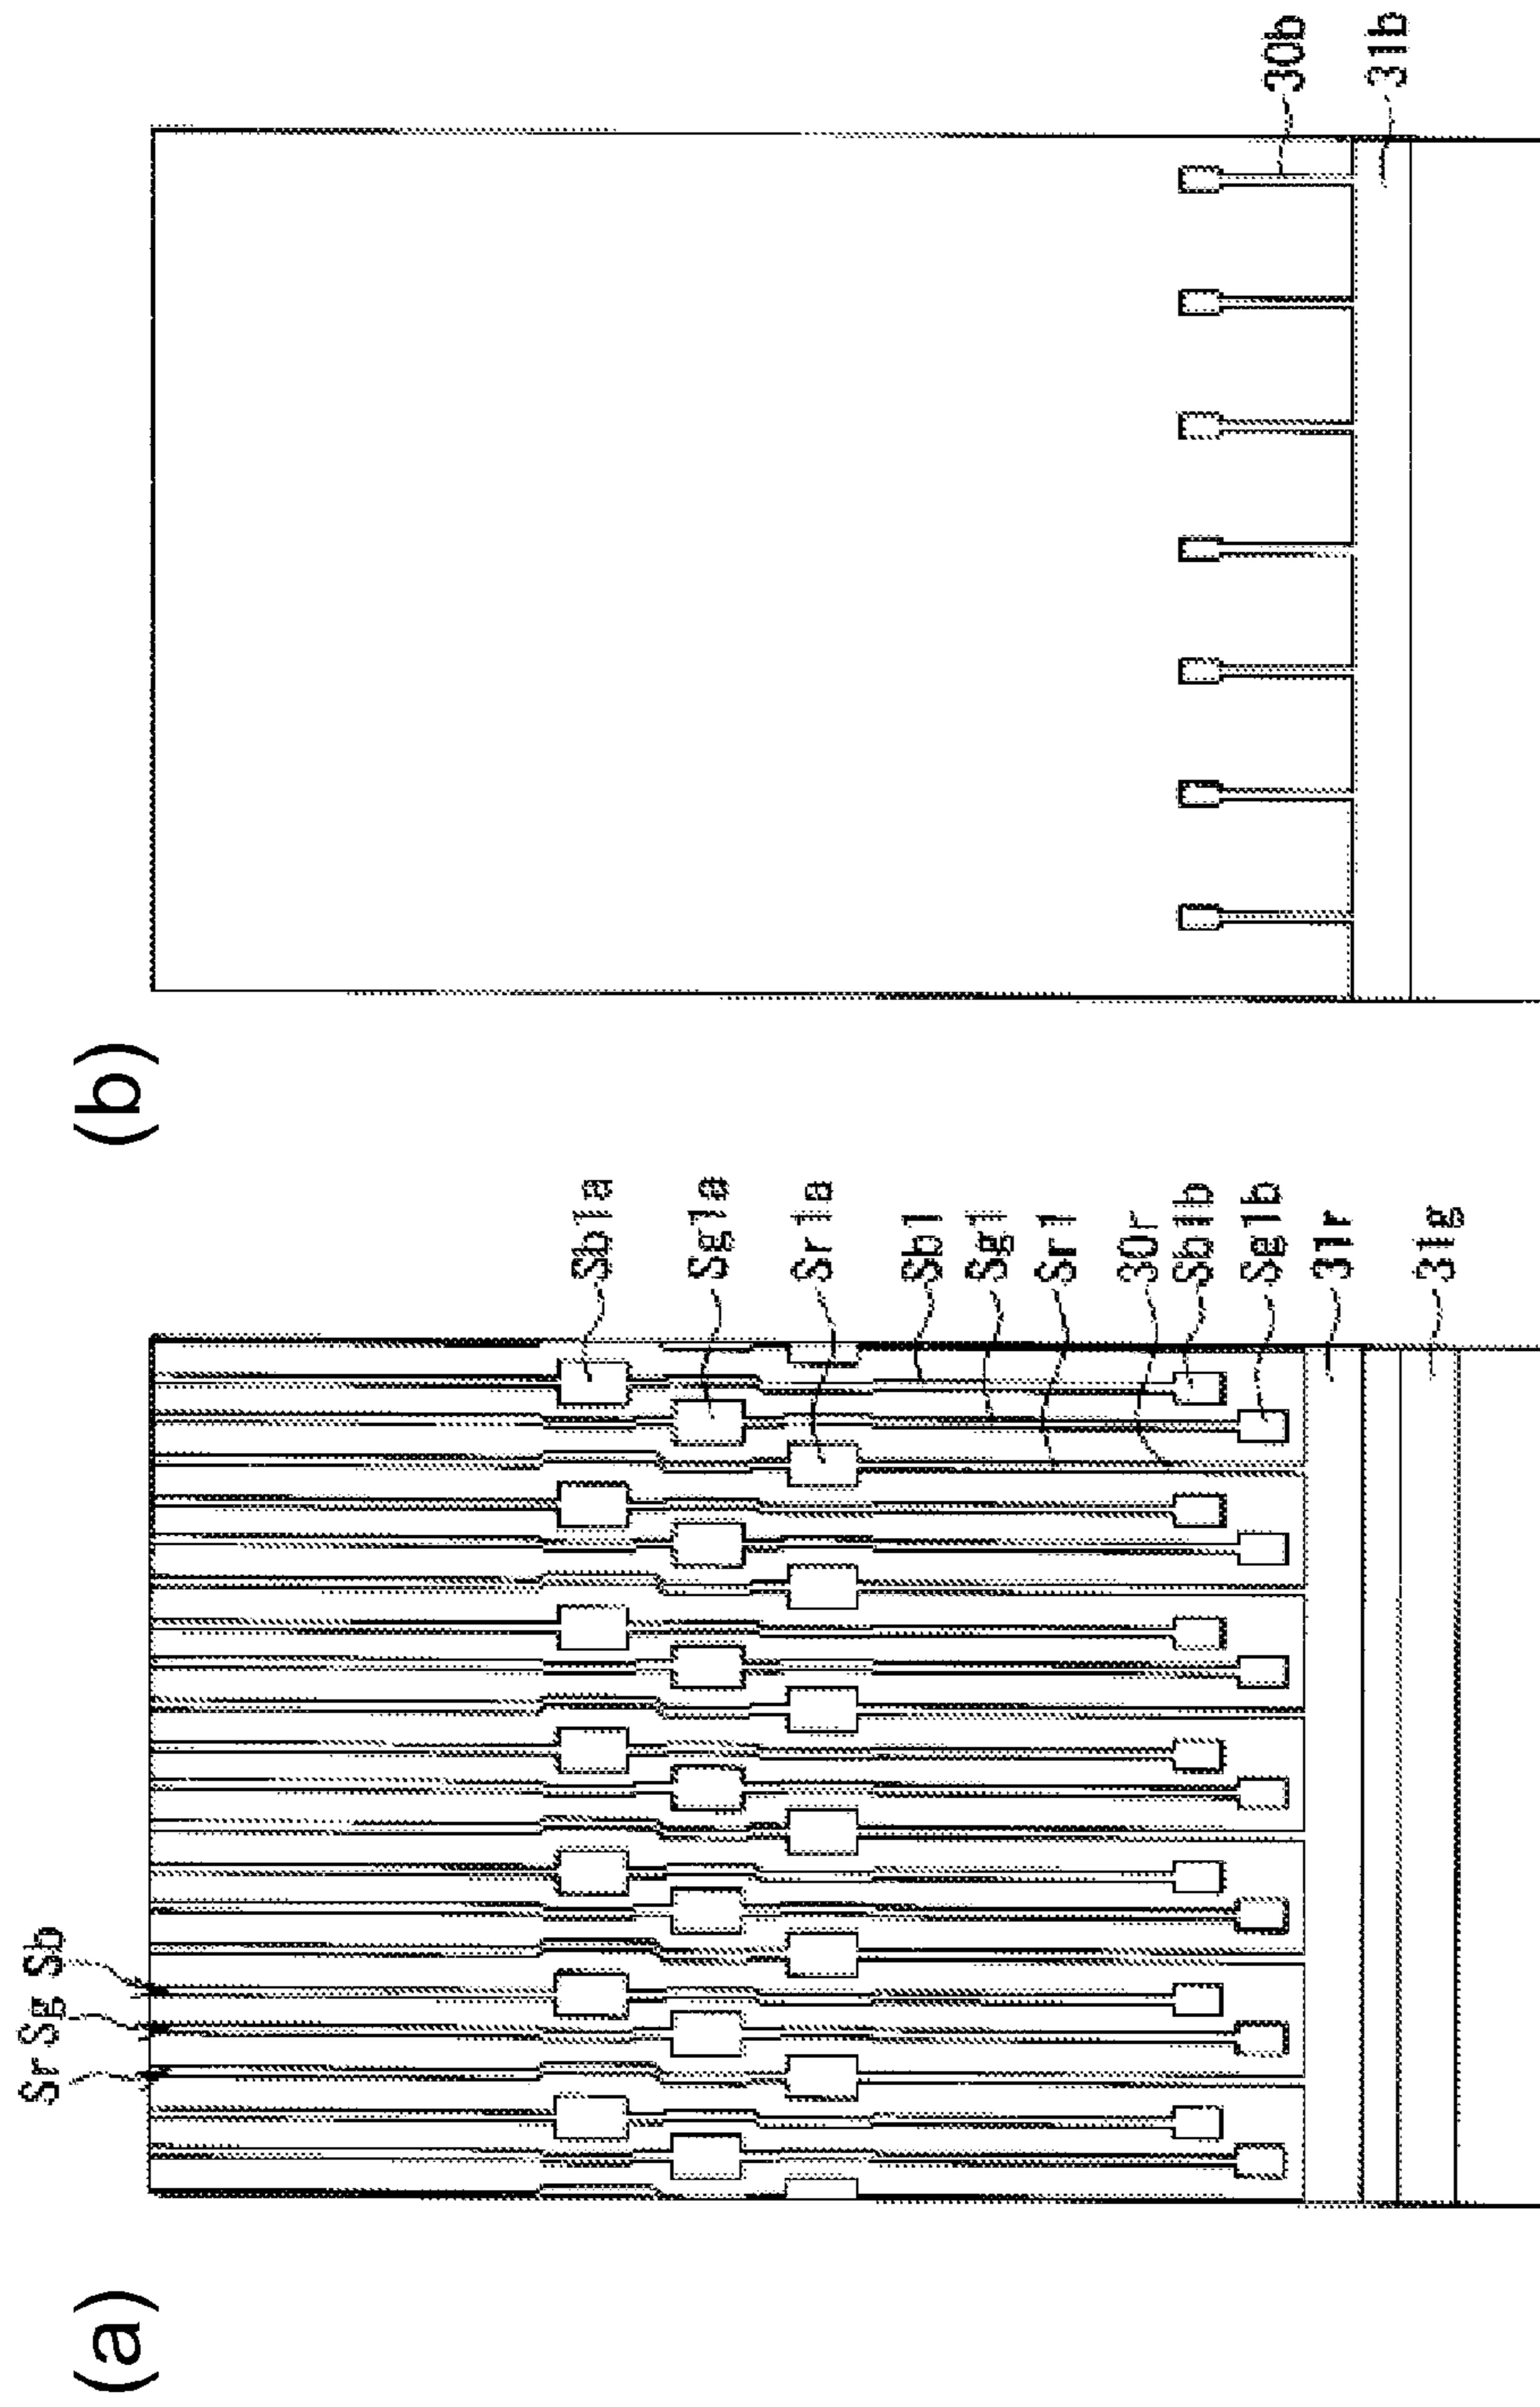 (a)
Sr Sg Sb
Sb1a
Sg1a
Sr1a
Sb1
Sg1
Sr1
30r
Sb1b
Sg1b
31r
31g
(b)
30b
31b